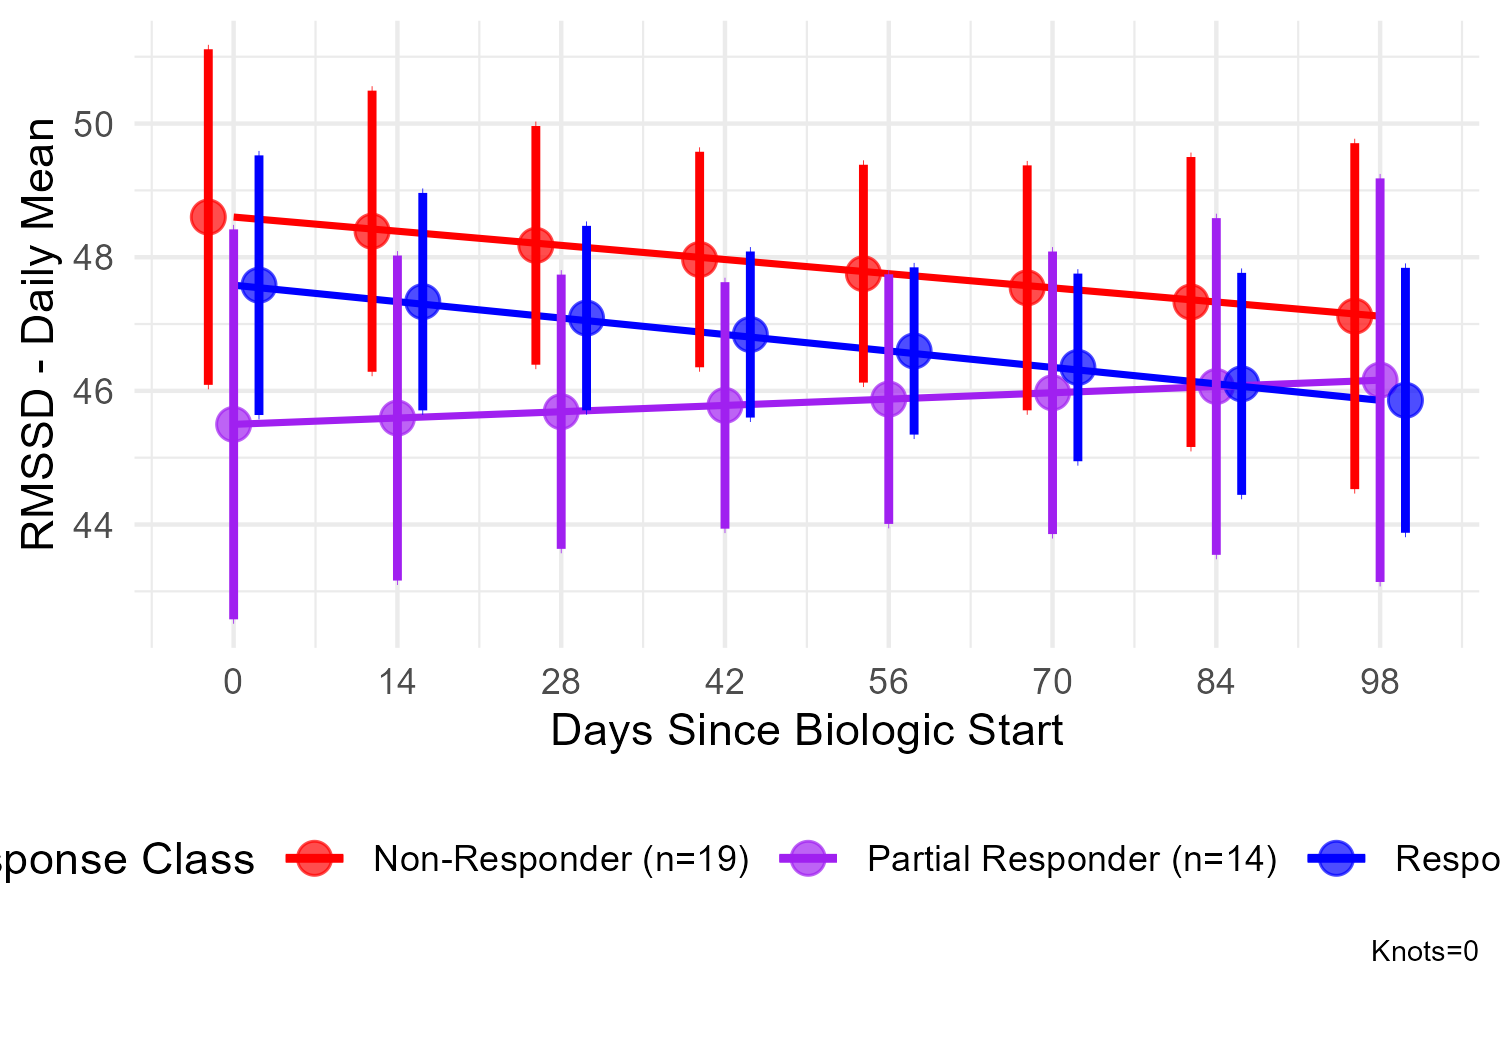 RMSSD - Daily Mean
50
48
46
44
0 14 28 42 56 70 84 98
Days Since Biologic Start
sponse Class Non-Responder (n=19) Partial Responder (n=14) Respo
Knots=0